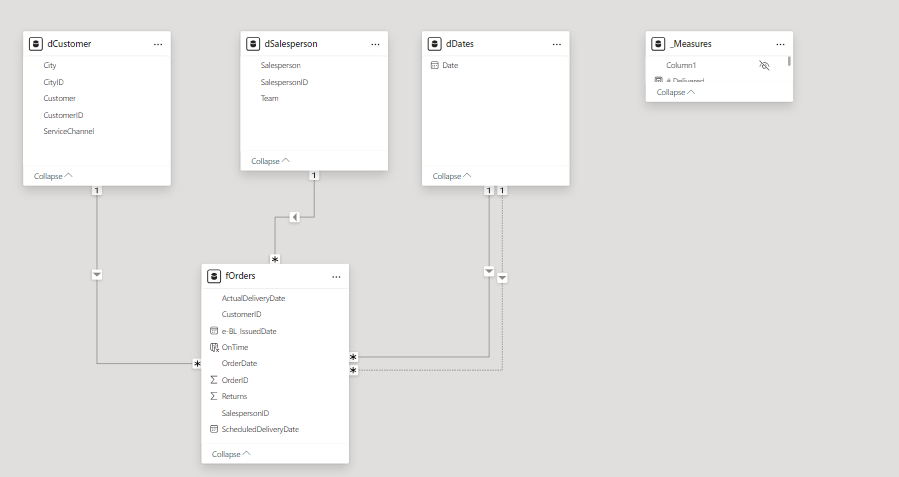 dCustomer
City
CityID
Customer
CustomerID
ServiceChannel
Collapse
1
dSalesperson
Salesperson
SalespersonID
Team
Collapse
1
dDates
Date
Collapse
1 1
_Measures
Column1
# Delivered
Collapse
*
fOrders
ActualDeliveryDate
CustomerID
e-BL IssuedDate
OnTime
OrderDate
OrderID
Returns
SalespersonID
ScheduledDeliveryDate
Collapse
*
*
*